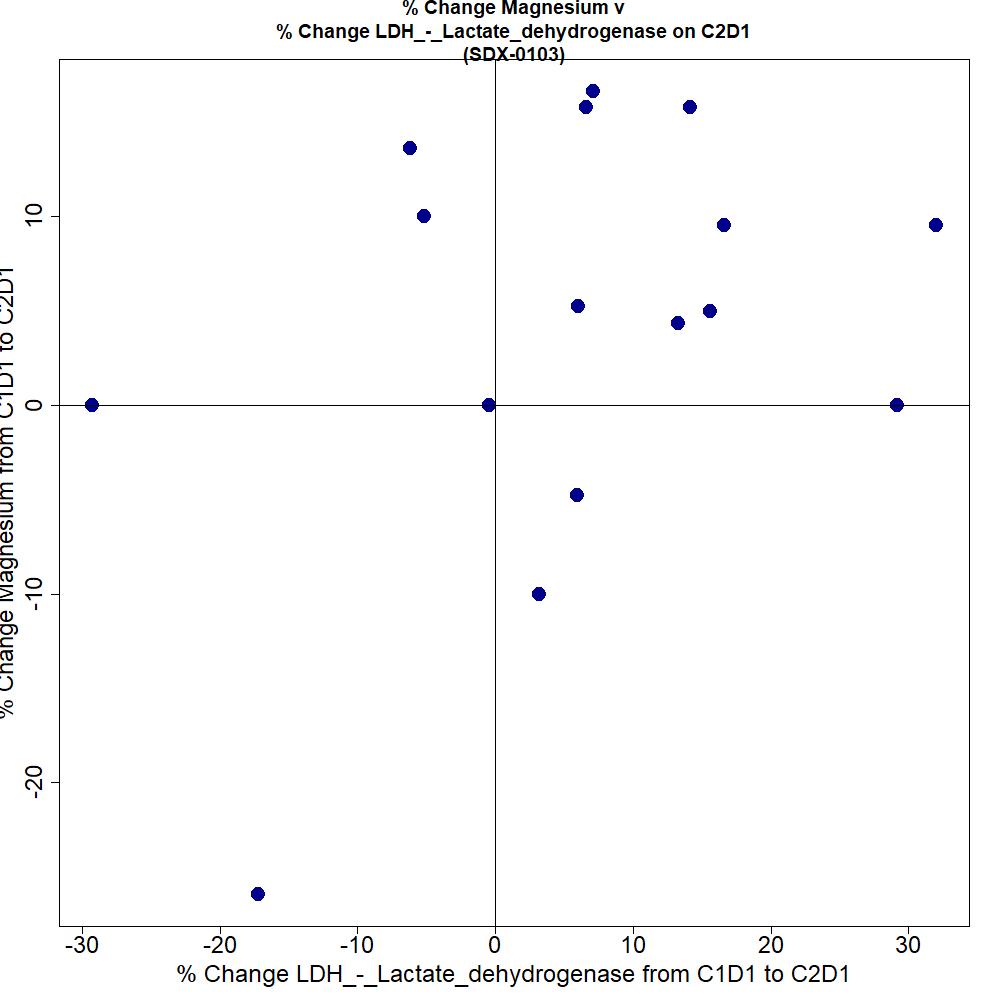 % Change Magnesium v
% Change LDH_-_Lactate_dehydrogenase on C2D1
(SDX-0103)
% Change Magnesium from C1D1 to C2D1
10
0
-10
-20
-30
-20
-10
0
10
20
30
% Change LDH_-_Lactate_dehydrogenase from C1D1 to C2D1